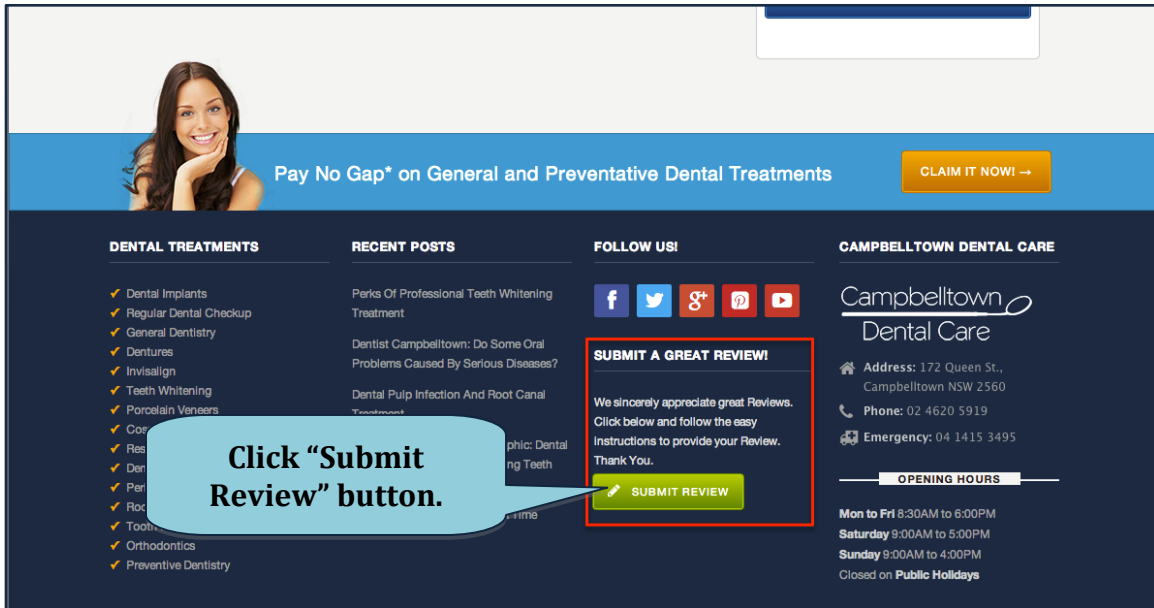 Pay No Gap* on General and Preventative Dental Treatments
CLAIM IT NOW! →
DENTAL TREATMENTS
✔ Dental Implants
✔ Regular Dental Checkup
✔ General Dentistry
✔ Dentures
✔ Invisalign
✔ Teeth Whitening
✔ Porcelain Veneers
✔ Orthodontics
✔ Preventive Dentistry
RECENT POSTS
Perks Of Professional Teeth Whitening
Treatment
Dentist Campbelltown: Do Some Oral
Problems Caused By Serious Diseases?
Dental Pulp Infection And Root Canal
Treatment
Dental
Teeth
Time
Click “Submit
Review” button.
FOLLOW US!
SUBMIT A GREAT REVIEW!
We sincerely appreciate great Reviews.
Click below and follow the easy
instructions to provide your Review.
Thank You.
SUBMIT REVIEW
CAMPBELLTOWN DENTAL CARE
Campbelltown
Dental Care
Address: 172 Queen St.,
Campbelltown NSW 2560
Phone: 02 4620 5919
Emergency: 04 1415 3495
OPENING HOURS
Mon to Fri 8:30AM to 6:00PM
Saturday 9:00AM to 5:00PM
Sunday 9:00AM to 4:00PM
Closed on Public Holidays